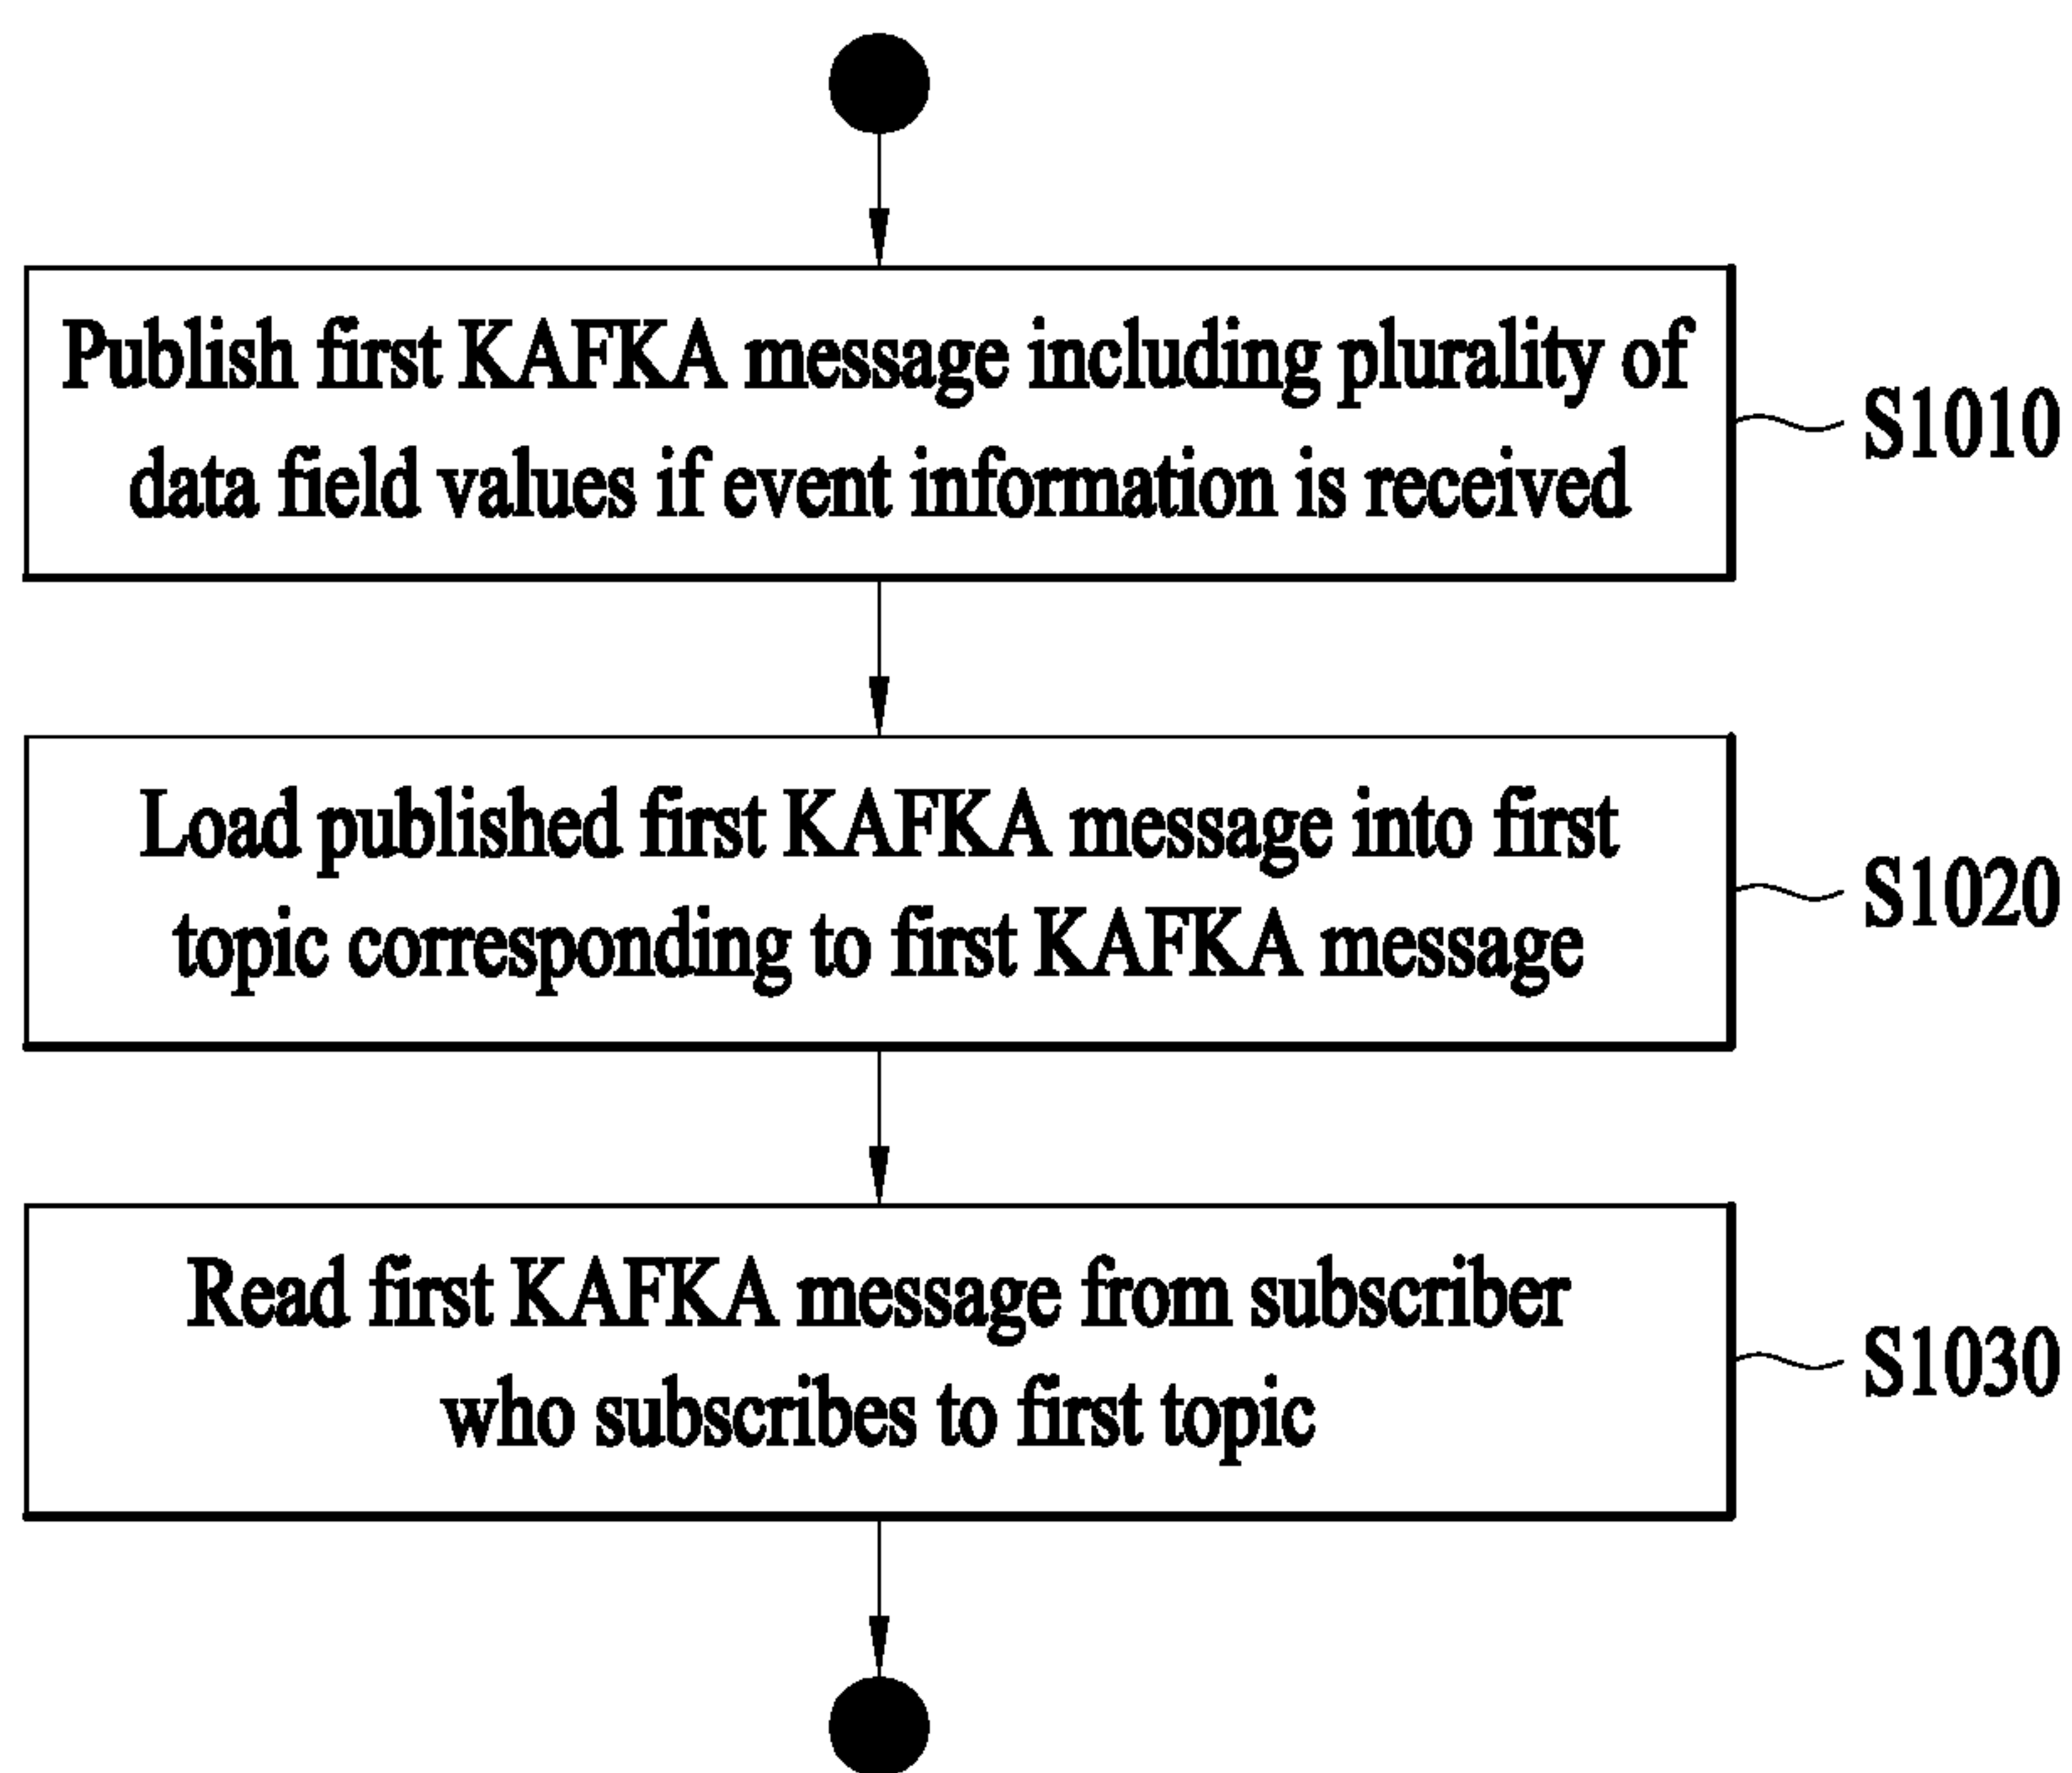 Publish first KAFKA message including plurality of
data field values if event information is received
S1010
Load published first KAFKA message into first
topic corresponding to first KAFKA message
S1020
Read first KAFKA message from subscriber
who subscribes to first topic
S1030